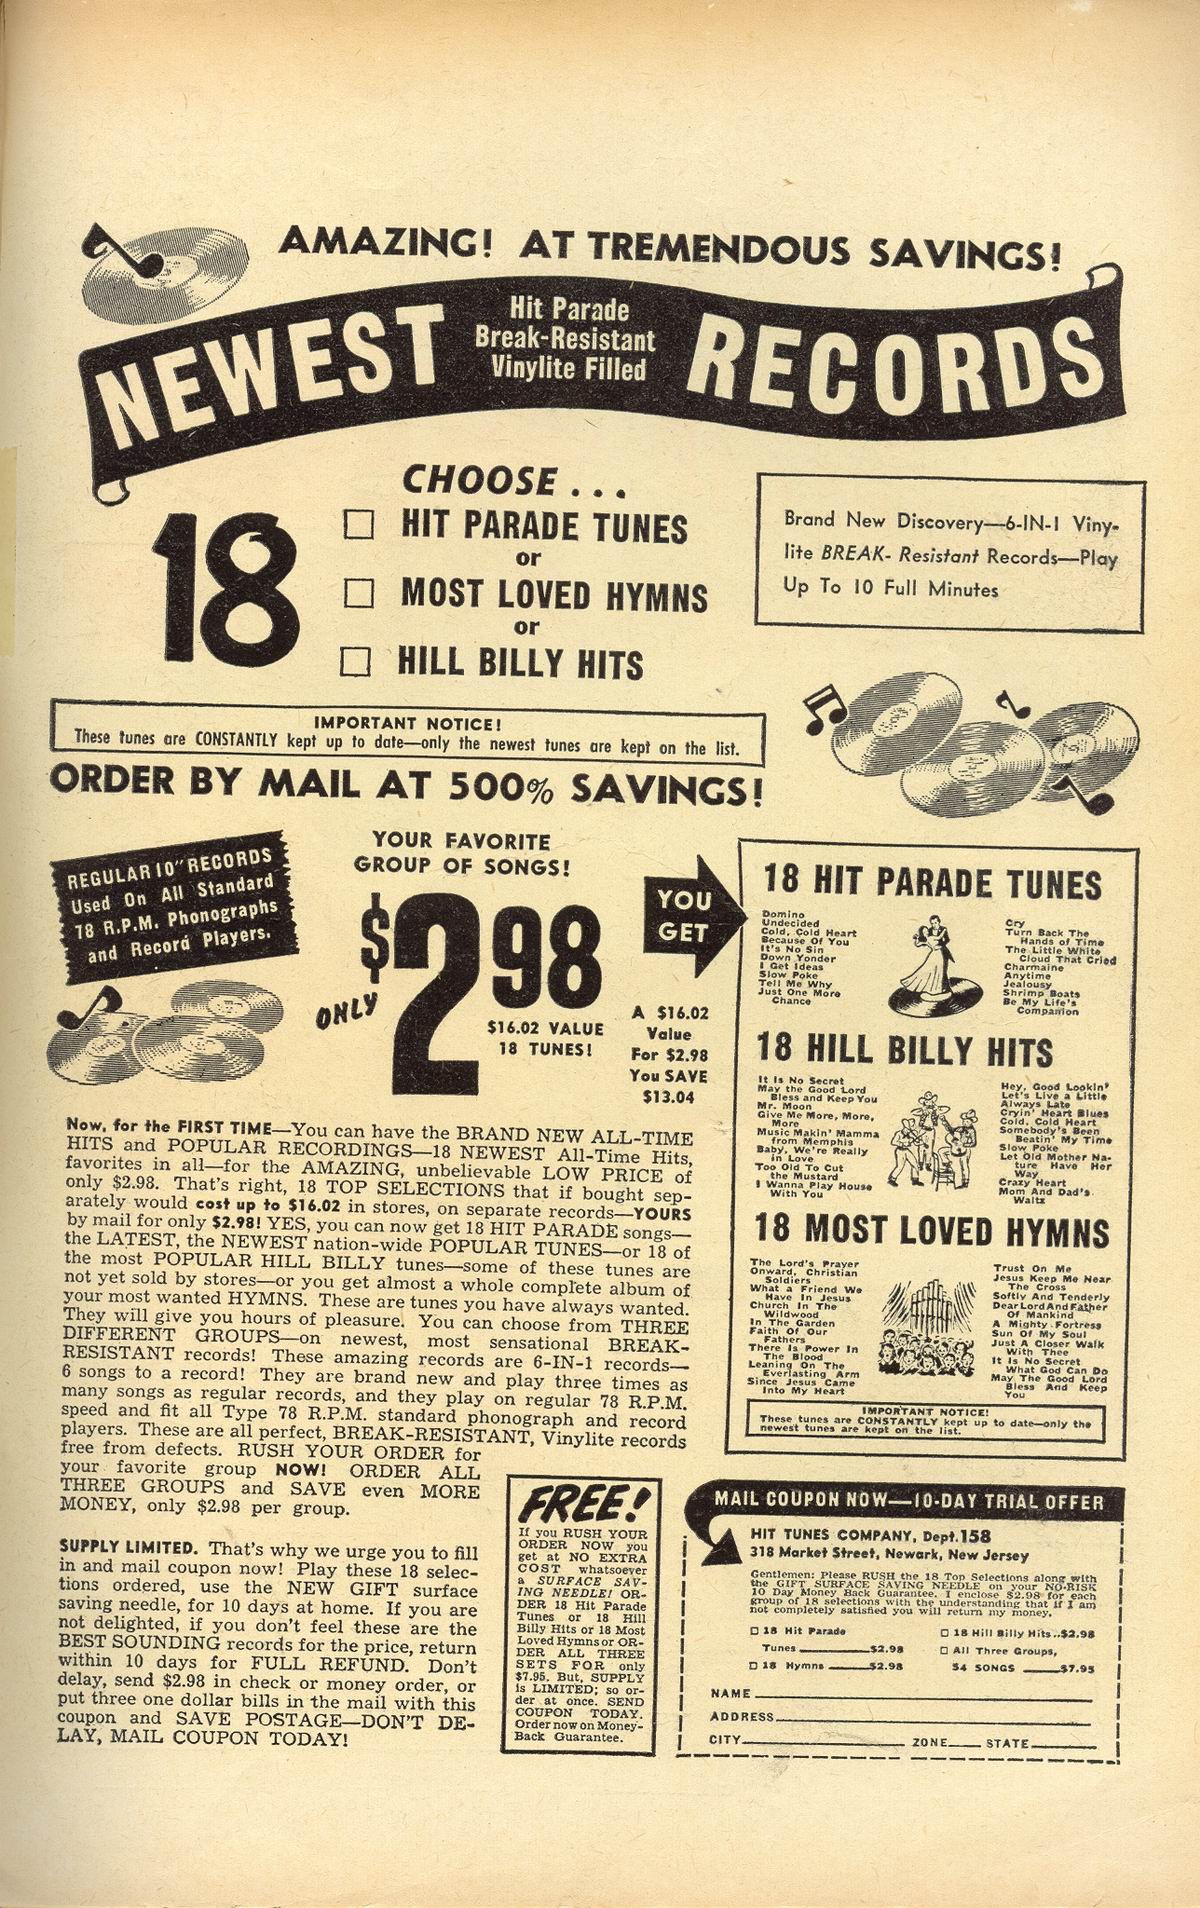 AMAZING! AT TREMENDOUS SAVINGS!
NEWEST
Hit Parade
Break-Resistant
Vinylite Filled
RECORDS
CHOOSE . . .
18
HIT PARADE TUNES
or
MOST LOVED HYMNS
or
HILL BILLY HITS
Brand New Discovery—6-IN-1 Viny-
lite BREAK- Resistant Records—Play
Up To 10 Full Minutes
IMPORTANT NOTICE!
These tunes are CONSTANTLY kept up to date—only the newest tunes are kept on the list.
ORDER BY MAIL AT 500% SAVINGS!
REGULAR 10" RECORDS
Used On All Standard
78 R.P.M. Phonographs
and Record Players.
YOUR FAVORITE
GROUP OF SONGS!
ONLY
$2.98
$16.02 VALUE
18 TUNES!
YOU
GET
A $16.02
Value
For $2.98
You SAVE
$13.04
18 HIT PARADE TUNES
Domino
Undecided
Cold, Cold Heart
Because Of You
It's No Sin
Down Yonder
I Get Ideas
Slow Poke
Tell Me Why
Just One More
Chance
Cry
Turn Back The
Hands of Time
The Little White
Cloud That Cried
Charmaine
Anytime
Jealousy
Shrimp Boats
Be My Life's
Companion
18 HILL BILLY HITS
It Is No Secret
May the Good Lord
Bless and Keep You
Mr. Moon
Give Me More, More,
More
Music Makin' Mamma
from Memphis
Baby, We're Really
in Love
Too Old To Cut
the Mustard
I Wanna Play House
With You
Hey, Good Lookin'
Let's Live a Little
Always Late
Cryin' Heart Blues
Cold, Cold Heart
Somebody's Been
Beatin' My Time
Slow Poke
Let Old Mother Na-
ture Have Her
Way
Crazy Heart
Mom And Dad's
Waltz
18 MOST LOVED HYMNS
The Lord's Prayer
Onward, Christian
Soldiers
What a Friend We
Have In Jesus
Church In The
Wildwood
In The Garden
Faith Of Our
Fathers
There Is Power In
The Blood
Leaning On The
Everlasting Arm
Since Jesus Came
Into My Heart
Trust On Me
Jesus Keep Me Near
The Cross
Softly And Tenderly
Dear Lord And Father
Of Mankind
A Mighty Fortress
Sun Of My Soul
Just A Closer Walk
With Thee
It Is No Secret
What God Can Do
May The Good Lord
Bless And Keep
You
IMPORTANT NOTICE!
These tunes are CONSTANTLY kept up to date—only the
newest tunes are kept on the list.
Now, for the FIRST TIME—You can have the BRAND NEW ALL-TIME
HITS and POPULAR RECORDINGS—18 NEWEST All-Time Hits,
favorites in all—for the AMAZING, unbelievable LOW PRICE of
only $2.98. That's right, 18 TOP SELECTIONS that if bought sep-
arately would cost up to $16.02 in stores, on separate records—YOURS
by mail for only $2.98! YES, you can now get 18 HIT PARADE songs—
the LATEST, the NEWEST nation-wide POPULAR TUNES—or 18 of
the most POPULAR HILL BILLY tunes—some of these tunes are
not yet sold by stores—or you get almost a whole complete album of
your most wanted HYMNS. These are tunes you have always wanted.
They will give you hours of pleasure. You can choose from THREE
DIFFERENT GROUPS—on newest, most sensational BREAK-
RESISTANT records! These amazing records are 6-IN-1 records—
6 songs to a record! They are brand new and play three times as
many songs as regular records, and they play on regular 78 R.P.M.
speed and fit all Type 78 R.P.M. standard phonograph and record
players. These are all perfect, BREAK-RESISTANT, Vinylite records
free from defects. RUSH YOUR ORDER for
your favorite group NOW! ORDER ALL
THREE GROUPS and SAVE even MORE
MONEY, only $2.98 per group.
SUPPLY LIMITED. That's why we urge you to fill
in and mail coupon now! Play these 18 selec-
tions ordered, use the NEW GIFT surface
saving needle, for 10 days at home. If you are
not delighted, if you don't feel these are the
BEST SOUNDING records for the price, return
within 10 days for FULL REFUND. Don't
delay, send $2.98 in check or money order, or
put three one dollar bills in the mail with this
coupon and SAVE POSTAGE—DON'T DE-
LAY, MAIL COUPON TODAY!
FREE!
If you RUSH YOUR
ORDER NOW you
get at NO EXTRA
COST whatsoever
a SURFACE SAV-
ING NEEDLE! OR-
DER 18 Hit Parade
Tunes or 18 Hill
Billy Hits or 18 Most
Loved Hymns or OR-
DER ALL THREE
SETS FOR only
$7.95. But, SUPPLY
is LIMITED; so or-
der at once. SEND
COUPON TODAY.
Order now on Money-
Back Guarantee.
MAIL COUPON NOW—10-DAY TRIAL OFFER
HIT TUNES COMPANY, Dept. 158
318 Market Street, Newark, New Jersey
Gentlemen: Please RUSH the 18 Top Selections along with
the GIFT SURFACE SAVING NEEDLE on your NO-RISK
10 Day Money Back Guarantee. I enclose $2.98 for each
group of 18 selections with the understanding that if I am
not completely satisfied you will return my money.
18 Hit Parade
Tunes $2.98
18 Hymns $2.98
18 Hill Billy Hits..$2.98
All Three Groups,
54 SONGS $7.95
NAME
ADDRESS
CITY ZONE STATE